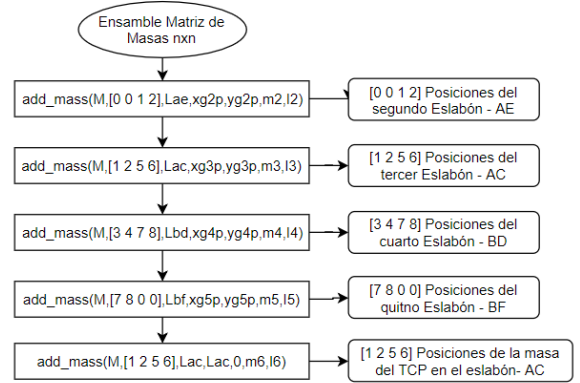 Ensamble Matriz de
Masas nxn
add_mass(M,[0 0 1 2],Lae,xg2p,yg2p,m2,I2)
[0 0 1 2] Posiciones del
segundo Eslabón - AE
add_mass(M,[1 2 5 6],Lac,xg3p,yg3p,m3,I3)
[1 2 5 6] Posiciones del
tercer Eslabón - AC
add_mass(M,[3 4 7 8],Lbd,xg4p,yg4p,m4,I4)
[3 4 7 8] Posiciones del
cuarto Eslabón - BD
add_mass(M,[7 8 0 0],Lbf,xg5p,yg5p,m5,I5)
[7 8 0 0] Posiciones del
quitno Eslabón - BF
add_mass(M,[1 2 5 6],Lac,Lac,0,m6,I6)
[1 2 5 6] Posiciones de la masa
del TCP en el eslabón- AC